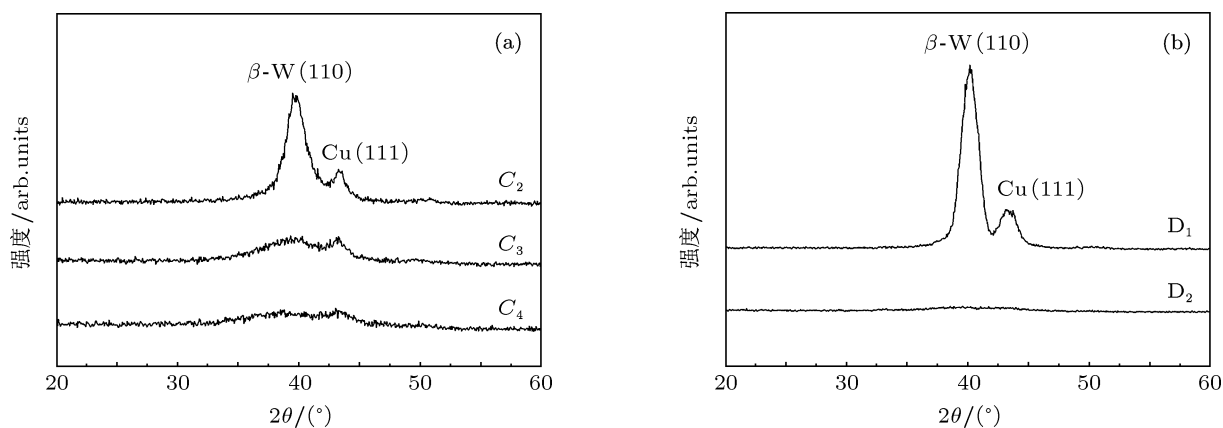 (a)
β-W(110)
Cu(111)
C2
C3
C4
强度/arb.units
20 30 40 50 60
2θ/(°)
(b)
β-W(110)
Cu(111)
D1
D2
强度/arb.units
20 30 40 50 60
2θ/(°)